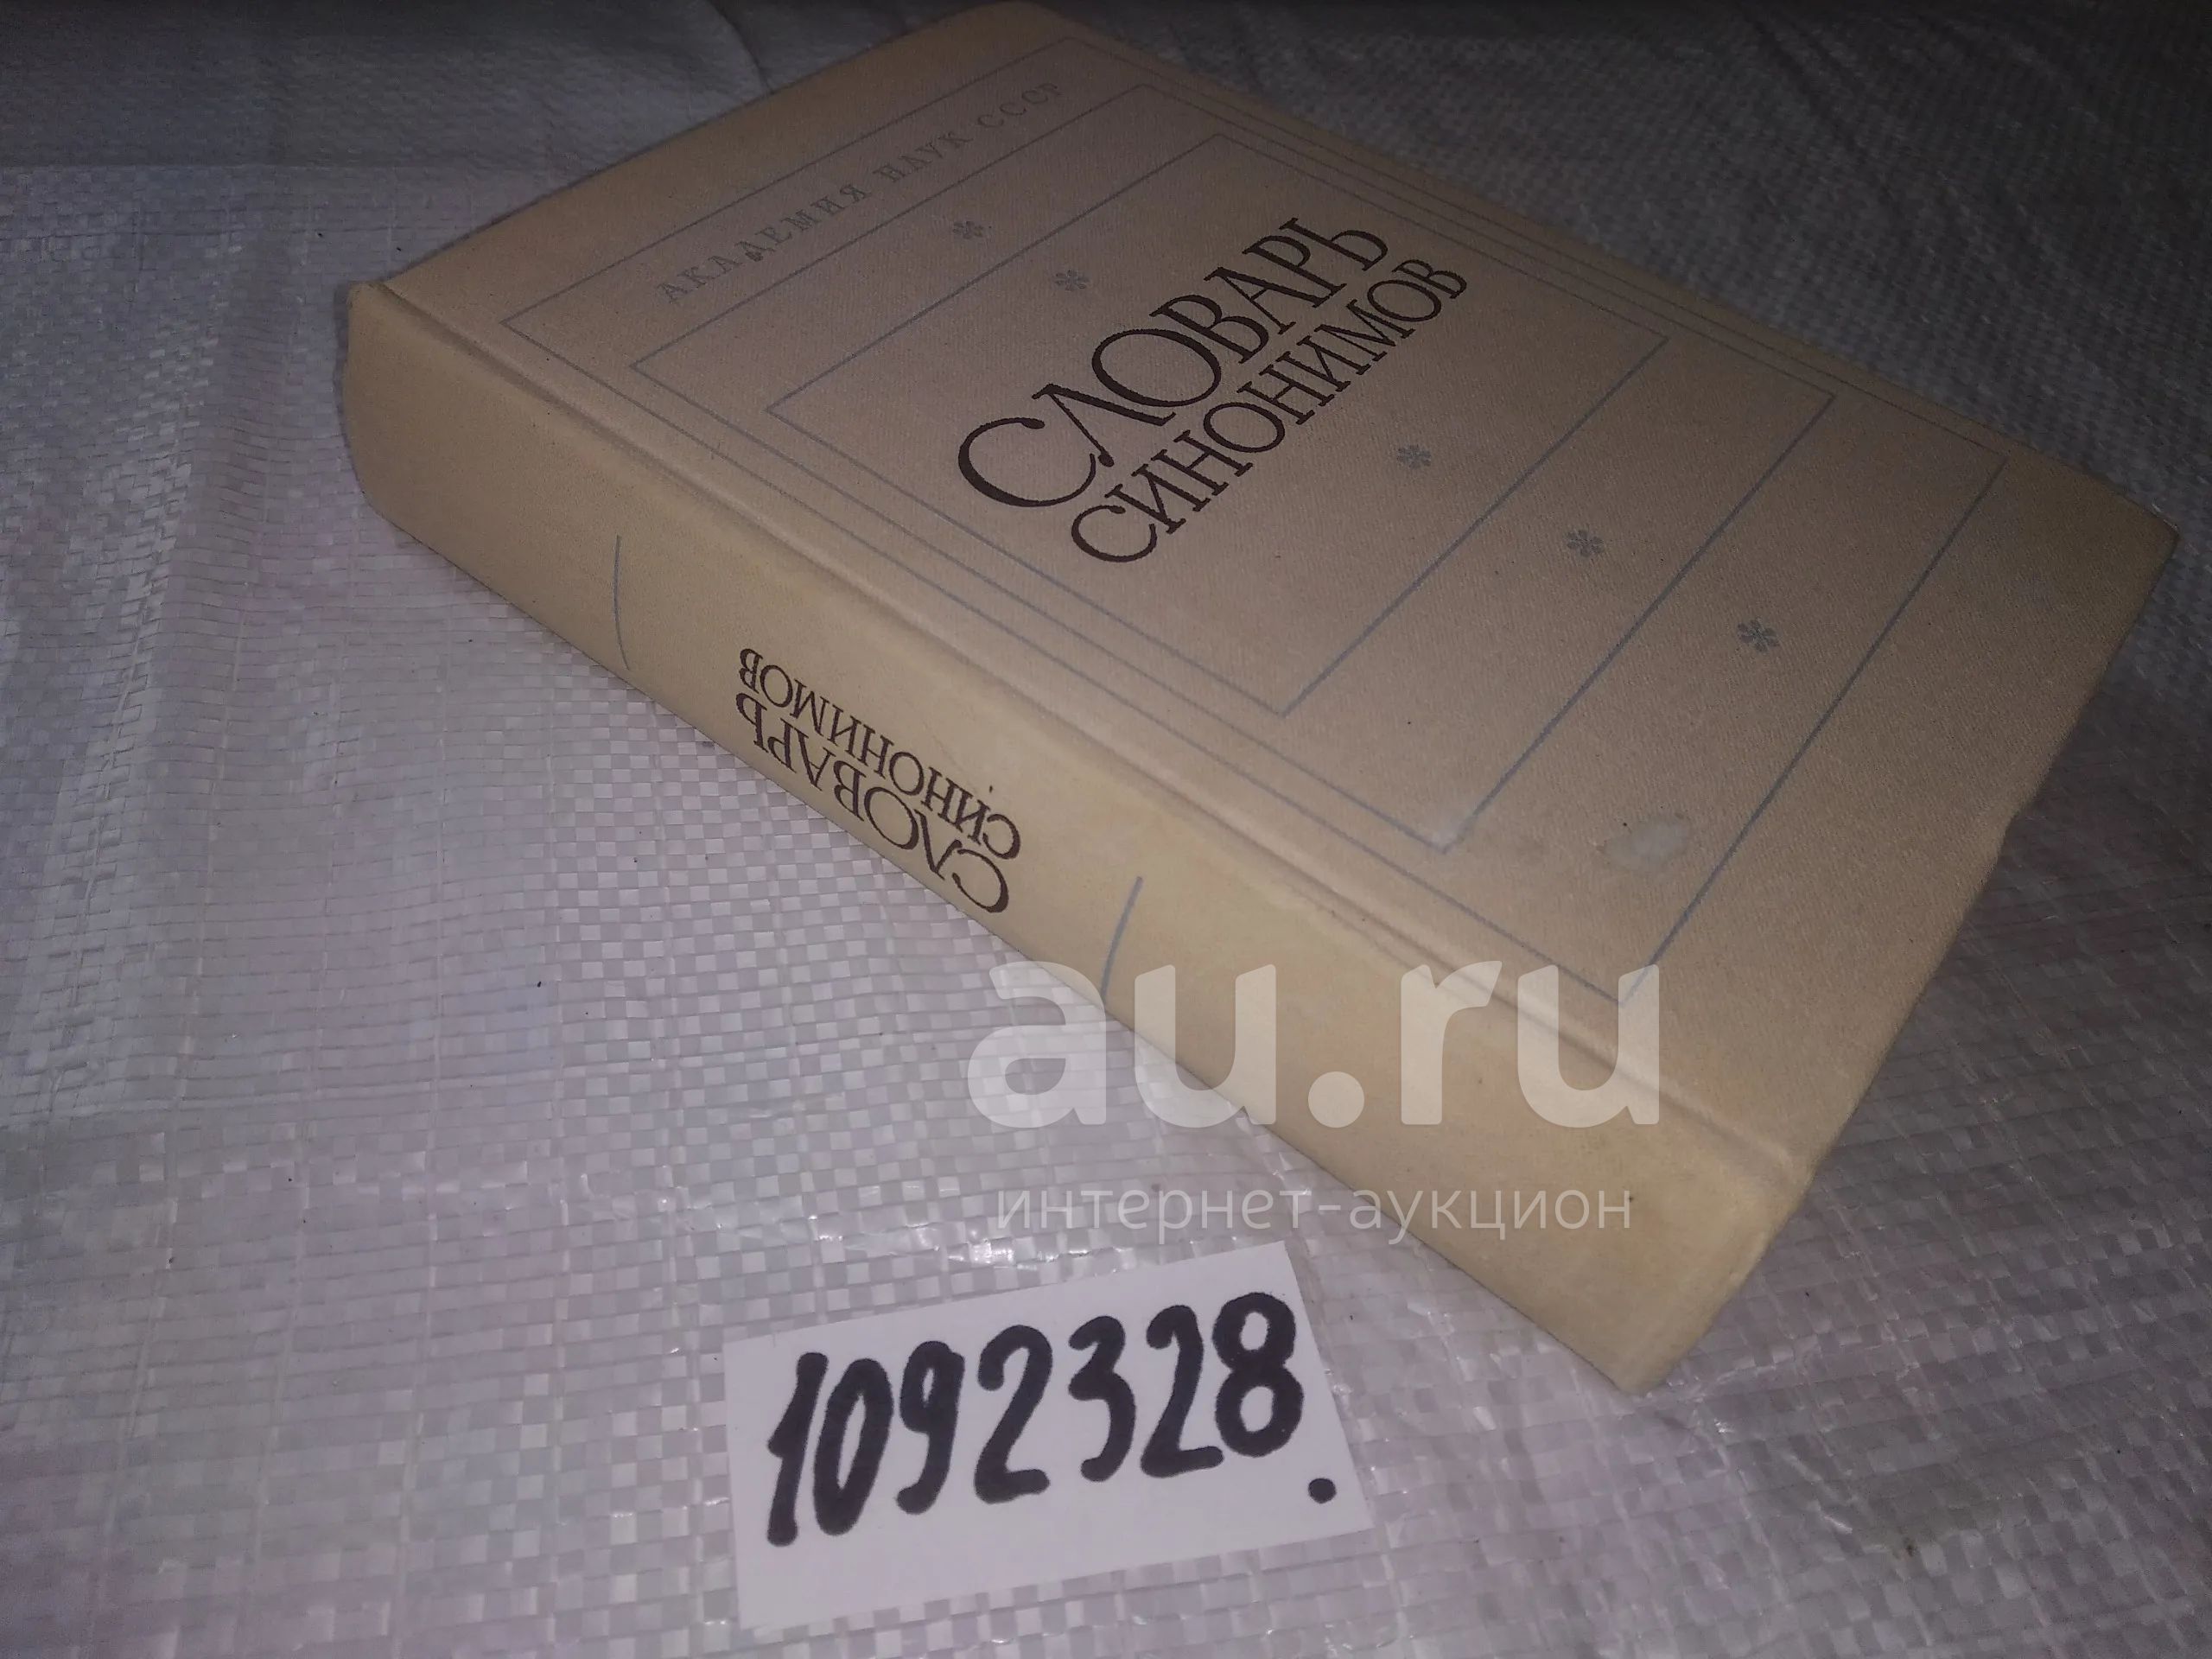 АКАДЕМИЯ НАУК СССР
СЛОВАРЬ
СИНОНИМОВ
СЛОВАРЬ
СИНОНИМОВ
au.ru
интернет-аукцион
1092328.